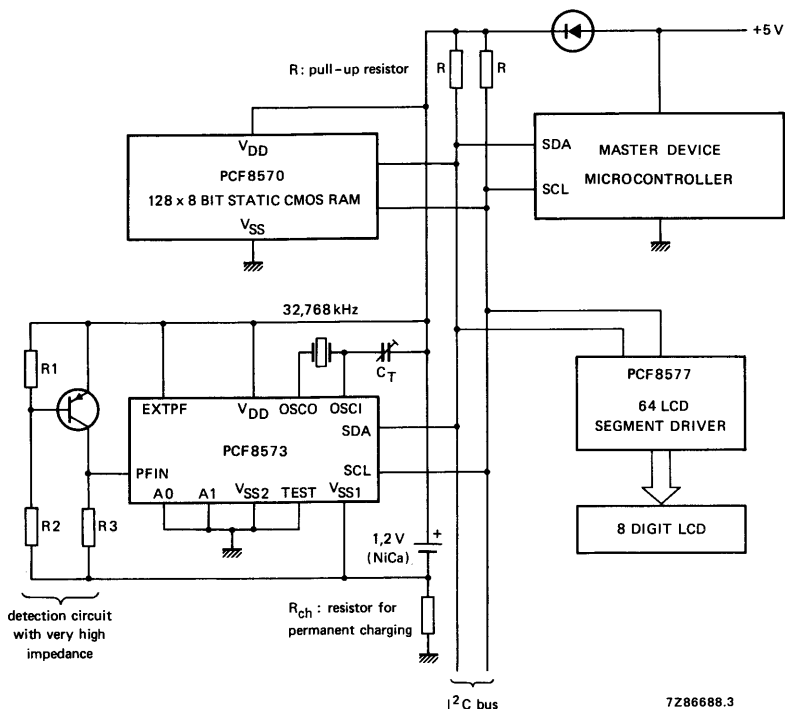 +5 V
R : pull-up resistor
R
R
VDD
PCF8570
128 x 8 BIT STATIC CMOS RAM
VSS
SDA
SCL
MASTER DEVICE
MICROCONTROLLER
32,768 kHz
R1
CT
EXTPF
VDD
OSCO
OSCI
SDA
PCF8573
PFIN
SCL
A0
A1
VSS2
TEST
VSS1
R2
R3
PCF8577
64 LCD
SEGMENT DRIVER
8 DIGIT LCD
1,2 V
(NiCa)
+
detection circuit
with very high
impedance
Rch : resistor for
permanent charging
I2C bus
7Z86688.3